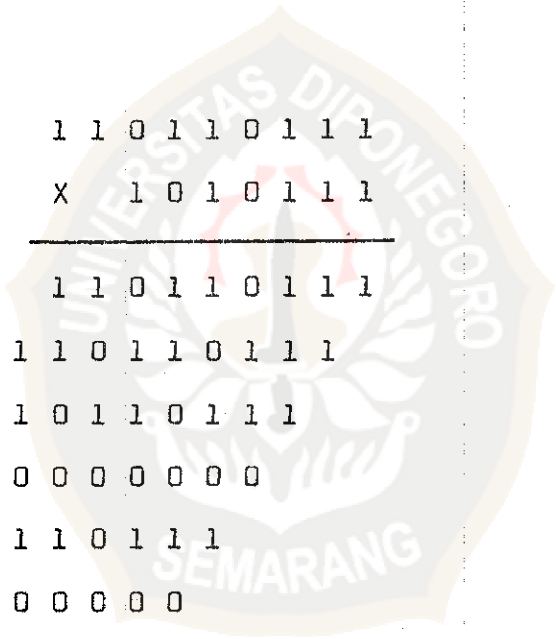 1 1 0 1 1 0 1 1 1
X 1 0 1 0 1 1 1
1 1 0 1 1 0 1 1 1
1 1 0 1 1 0 1 1 1
1 0 1 1 0 1 1 1
0 0 0 0 0 0 0
1 1 0 1 1 1
0 0 0 0 0
UNIVERSITAS DIPONEGORO
SEMARANG